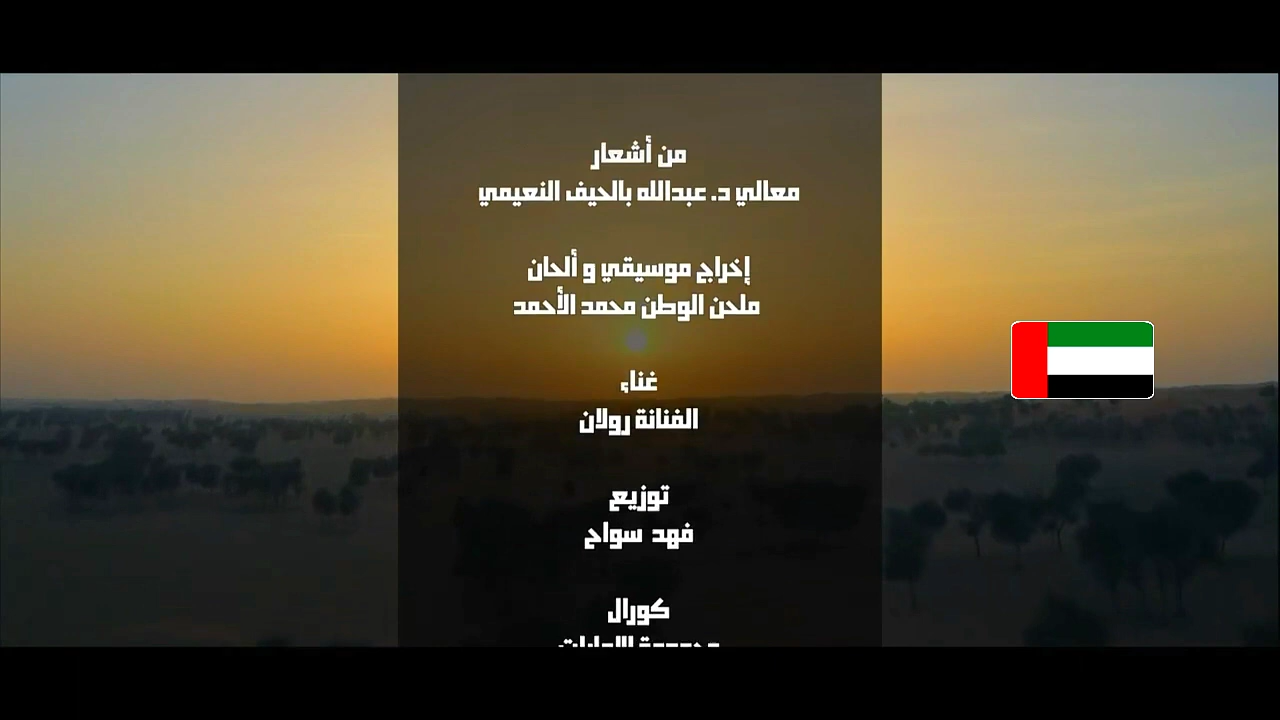 من أشعار
معالي د. عبدالله بالحيف النعيمي
إخراج موسيقي و ألحان
ملحن الوطن محمد الأحمد
غناء
الفنانة رولان
توزيع
فهد سواح
كورال